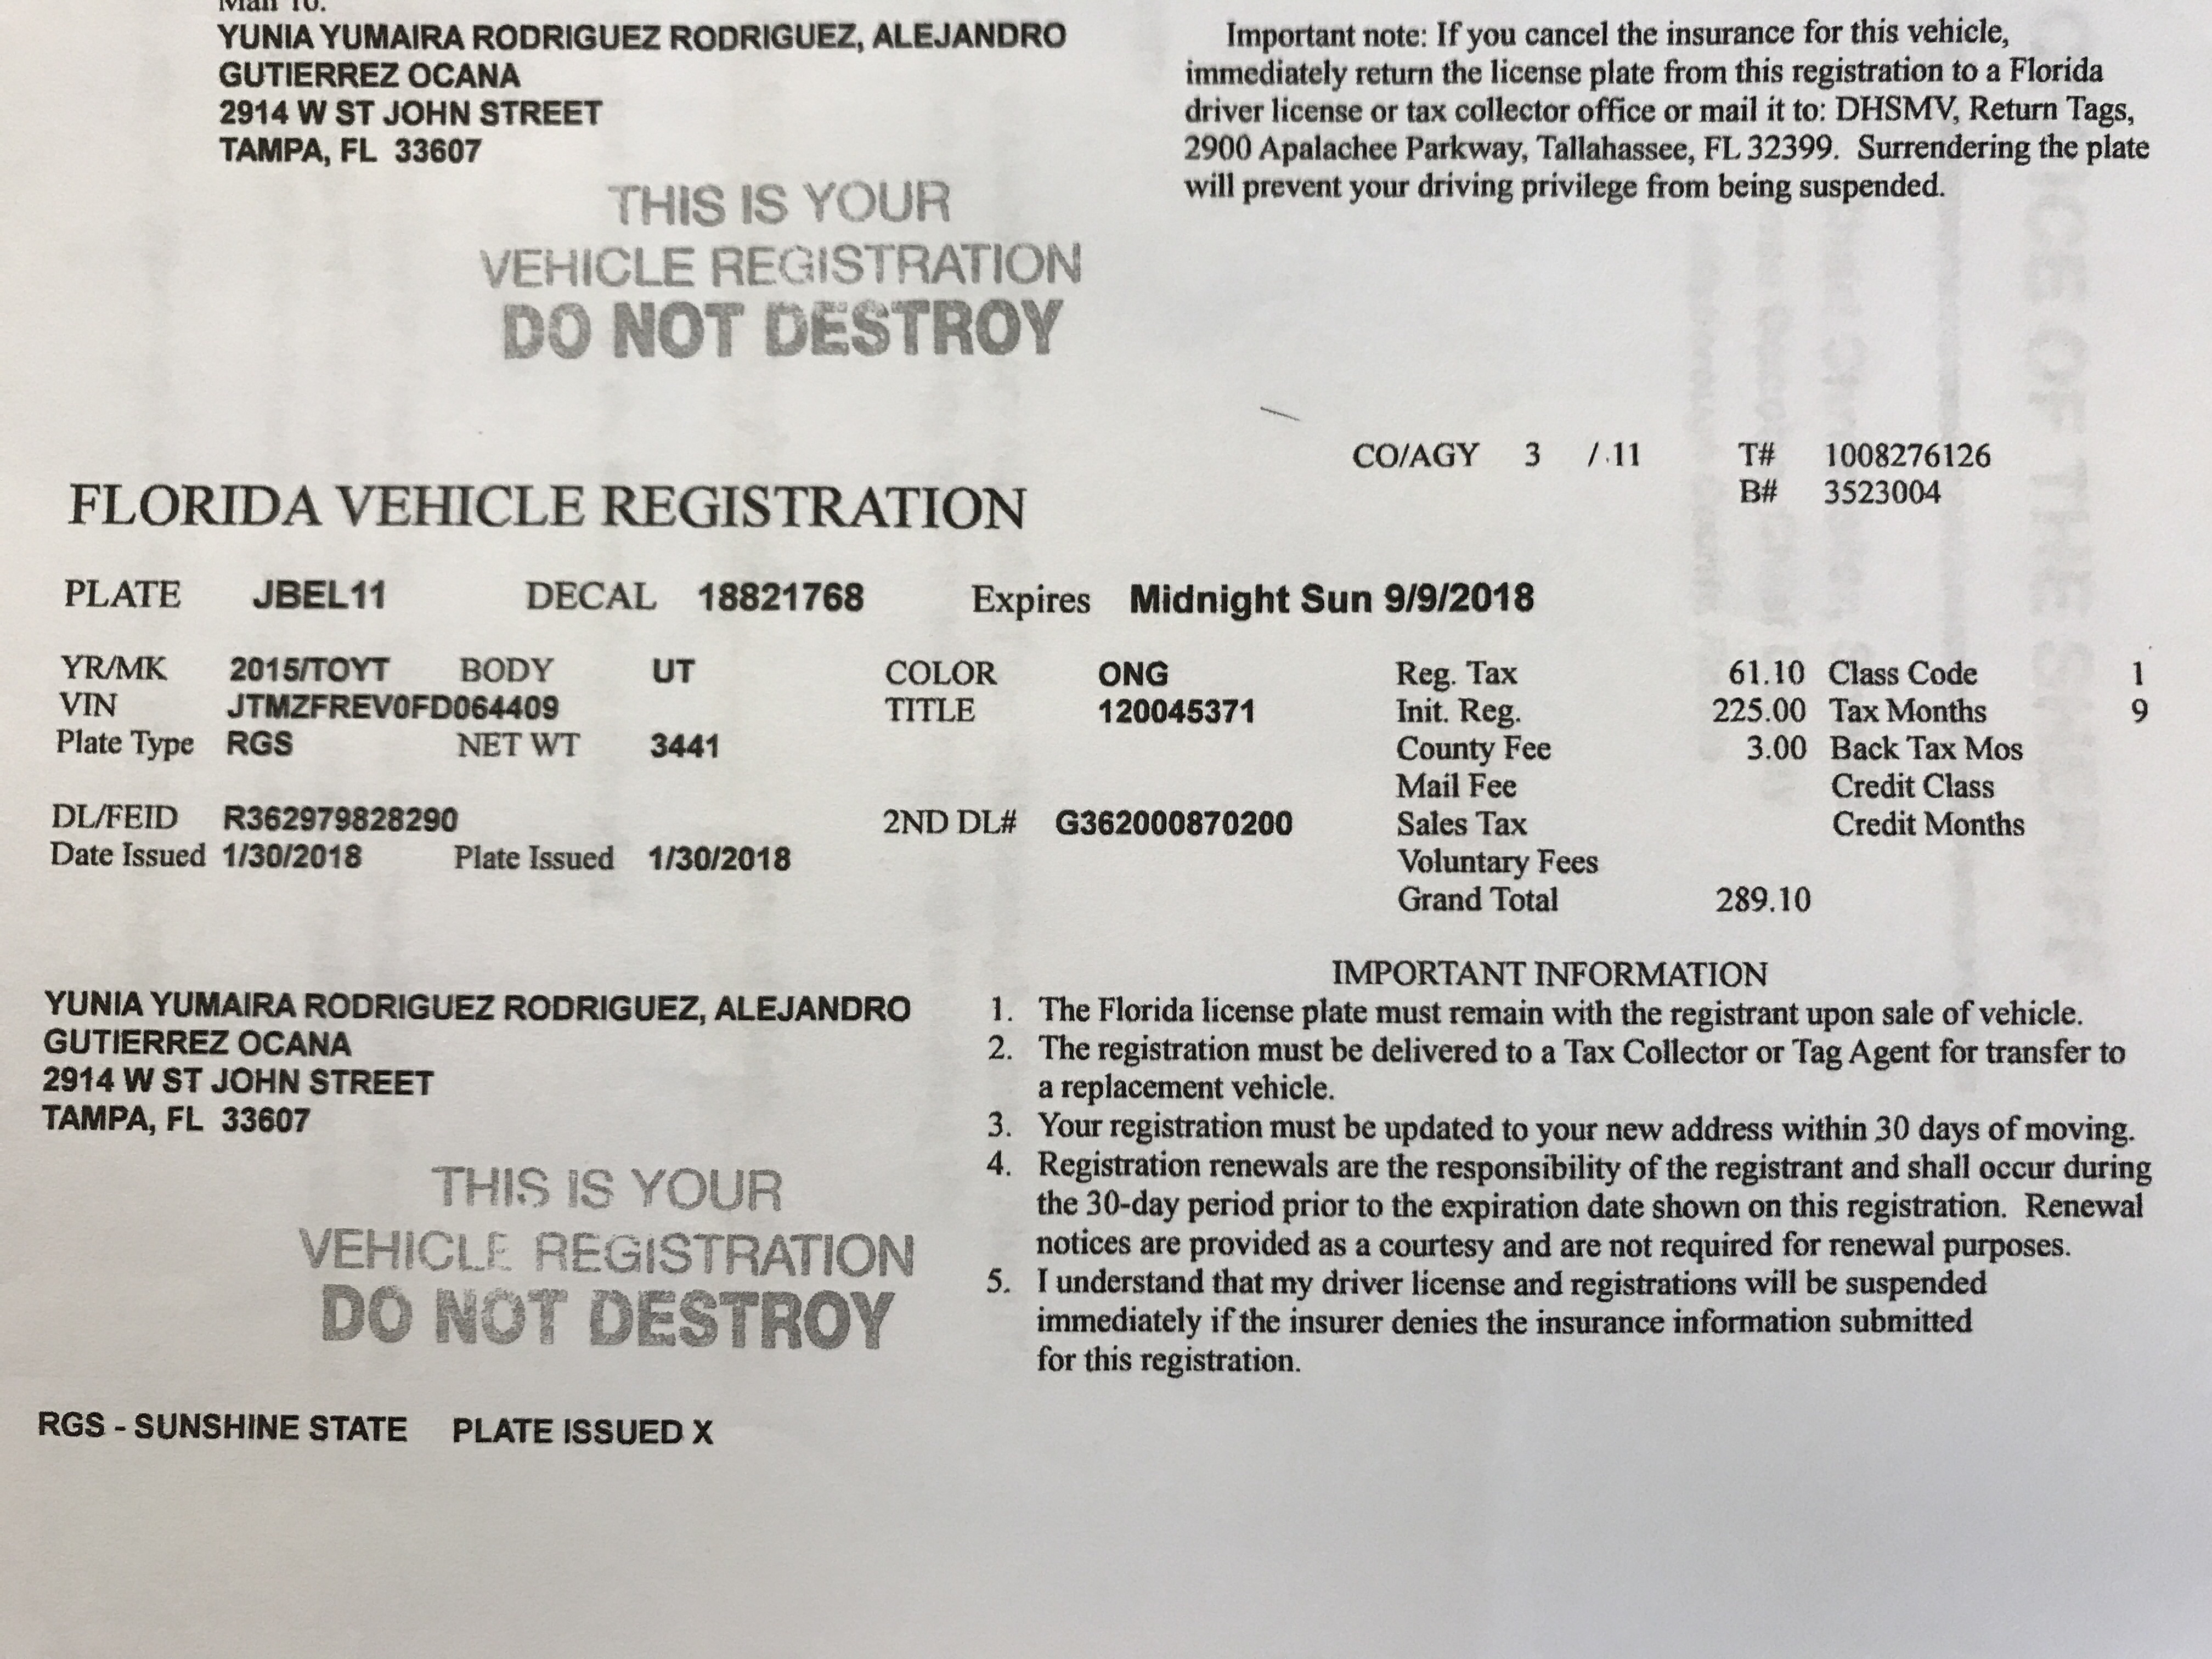 YUNIA YUMAIRA RODRIGUEZ RODRIGUEZ, ALEJANDRO
GUTIERREZ OCANA
2914 W ST JOHN STREET
TAMPA, FL 33607
Important note: If you cancel the insurance for this vehicle,
immediately return the license plate from this registration to a Florida
driver license or tax collector office or mail it to: DHSMV, Return Tags,
2900 Apalachee Parkway, Tallahassee, FL 32399. Surrendering the plate
will prevent your driving privilege from being suspended.
THIS IS YOUR
VEHICLE REGISTRATION
DO NOT DESTROY
CO/AGY 3 / 11 T# 1008276126
B# 3523004
FLORIDA VEHICLE REGISTRATION
PLATE JBEL11 DECAL 18821768 Expires Midnight Sun 9/9/2018
YR/MK 2015/TOYT BODY UT COLOR ONG Reg. Tax 61.10 Class Code 1
VIN JTMZFREV0FD064409 TITLE 120045371 Init. Reg. 225.00 Tax Months 9
Plate Type RGS NET WT 3441 County Fee 3.00 Back Tax Mos
Mail Fee Credit Class
DL/FEID R362979828290 2ND DL# G362000870200 Sales Tax Credit Months
Date Issued 1/30/2018 Plate Issued 1/30/2018 Voluntary Fees
Grand Total 289.10
YUNIA YUMAIRA RODRIGUEZ RODRIGUEZ, ALEJANDRO
GUTIERREZ OCANA
2914 W ST JOHN STREET
TAMPA, FL 33607
THIS IS YOUR
VEHICLE REGISTRATION
DO NOT DESTROY
IMPORTANT INFORMATION
1. The Florida license plate must remain with the registrant upon sale of vehicle.
2. The registration must be delivered to a Tax Collector or Tag Agent for transfer to
a replacement vehicle.
3. Your registration must be updated to your new address within 30 days of moving.
4. Registration renewals are the responsibility of the registrant and shall occur during
the 30-day period prior to the expiration date shown on this registration. Renewal
notices are provided as a courtesy and are not required for renewal purposes.
5. I understand that my driver license and registrations will be suspended
immediately if the insurer denies the insurance information submitted
for this registration.
RGS - SUNSHINE STATE PLATE ISSUED X